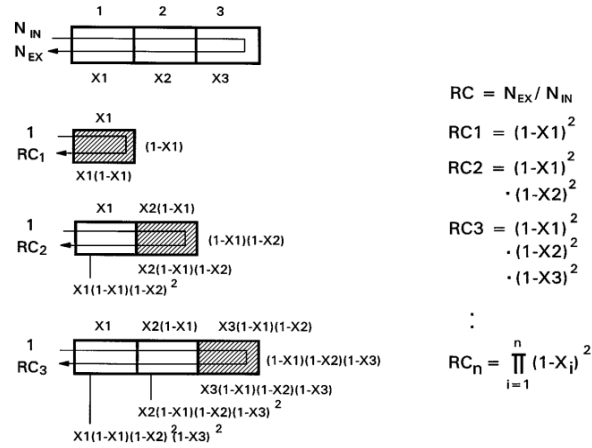 1 2 3
N IN
N EX
X1 X2 X3
X1
1
RC1
(1-X1)
X1(1-X1)
X1 X2(1-X1)
1
RC2
(1-X1)(1-X2)
X2(1-X1)(1-X2)
X1(1-X1)(1-X2)²
X1 X2(1-X1) X3(1-X1)(1-X2)
1
RC3
(1-X1)(1-X2)(1-X3)
X3(1-X1)(1-X2)(1-X3)
X2(1-X1)(1-X2)(1-X3)²
X1(1-X1)(1-X2)²(1-X3)²
RC = N EX / N IN
RC1 = (1-X1)²
RC2 = (1-X1)²
· (1-X2)²
RC3 = (1-X1)²
· (1-X2)²
· (1-X3)²
:
RCn = n ∏ i=1 (1-Xi)²